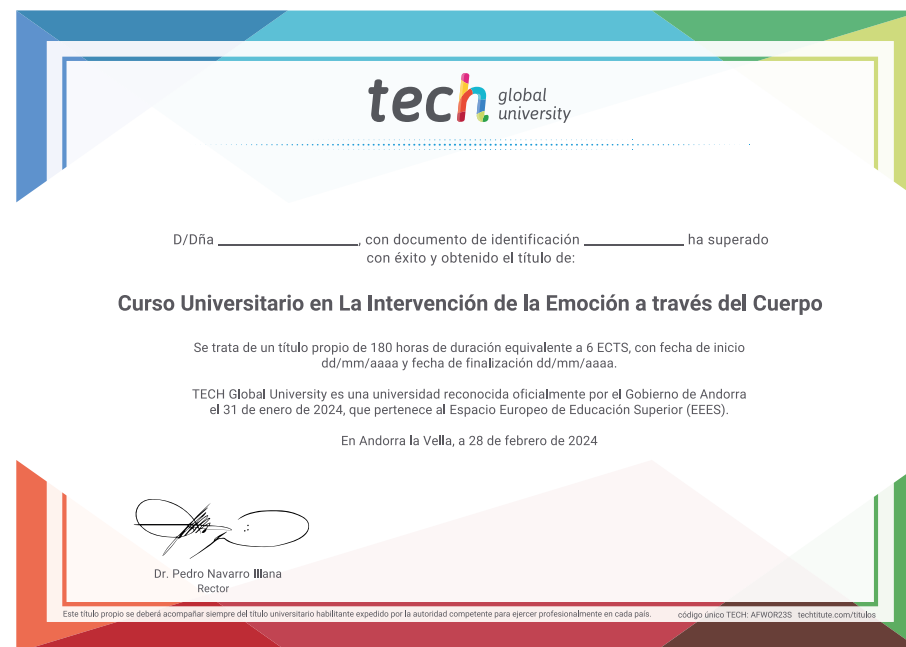 tech global university
D/Dña ______________, con documento de identificación __________ ha superado
con éxito y obtenido el título de:
Curso Universitario en La Intervención de la Emoción a través del Cuerpo
Se trata de un título propio de 180 horas de duración equivalente a 6 ECTS, con fecha de inicio
dd/mm/aaaa y fecha de finalización dd/mm/aaaa.
TECH Global University es una universidad reconocida oficialmente por el Gobierno de Andorra
el 31 de enero de 2024, que pertenece al Espacio Europeo de Educación Superior (EEES).
En Andorra la Vella, a 28 de febrero de 2024
Dr. Pedro Navarro Illana
Rector
Este título propio se deberá acompañar siempre del título universitario habilitante expedido por la autoridad competente para ejercer profesionalmente en cada país. código único TECH: AFWOR23S techtitute.com/titulos